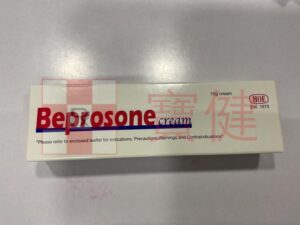 15g cream
HOE
Est. 1979
Beprosone cream
"Please refer to enclosed leaflet for indications, Precautions, Warnings and Contraindications"
寶健